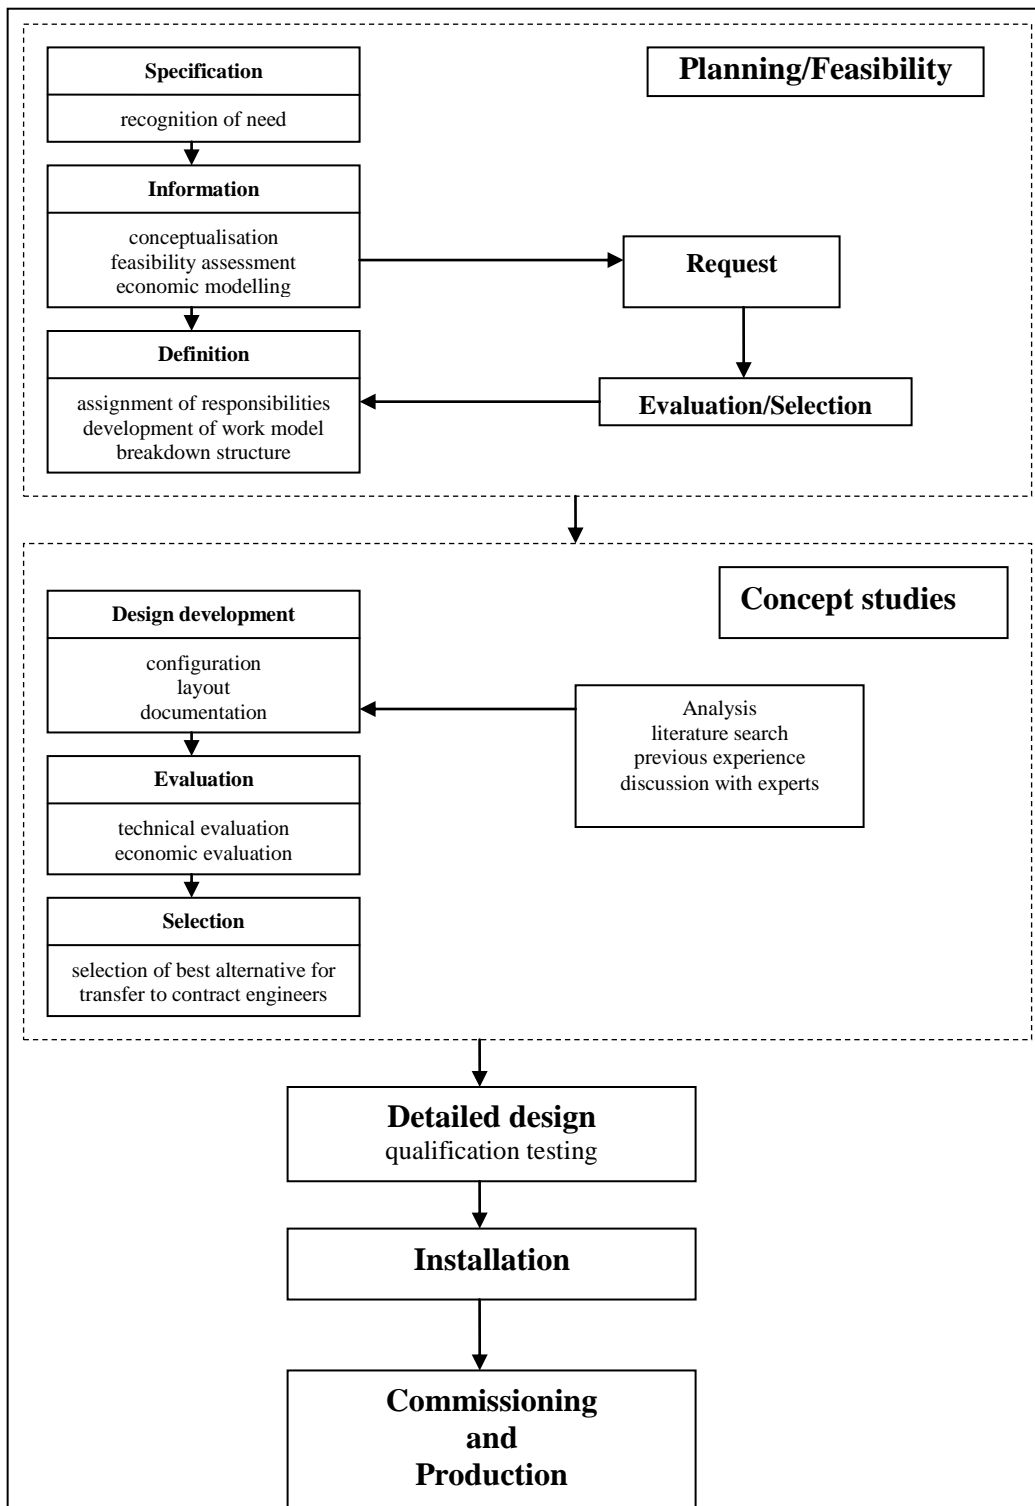 Planning/Feasibility
Specification
recognition of need
Information
conceptualisation
feasibility assessment
economic modelling
Request
Definition
assignment of responsibilities
development of work model
breakdown structure
Evaluation/Selection
Concept studies
Design development
configuration
layout
documentation
Analysis
literature search
previous experience
discussion with experts
Evaluation
technical evaluation
economic evaluation
Selection
selection of best alternative for
transfer to contract engineers
Detailed design
qualification testing
Installation
Commissioning
and
Production